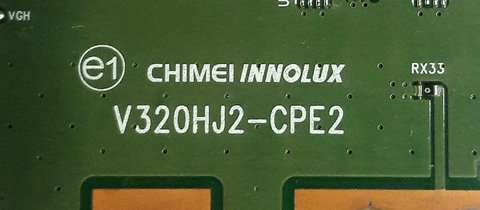 VGH
e1
CHIMEI INNOLUX
RX33
V320HJ2-CPE2